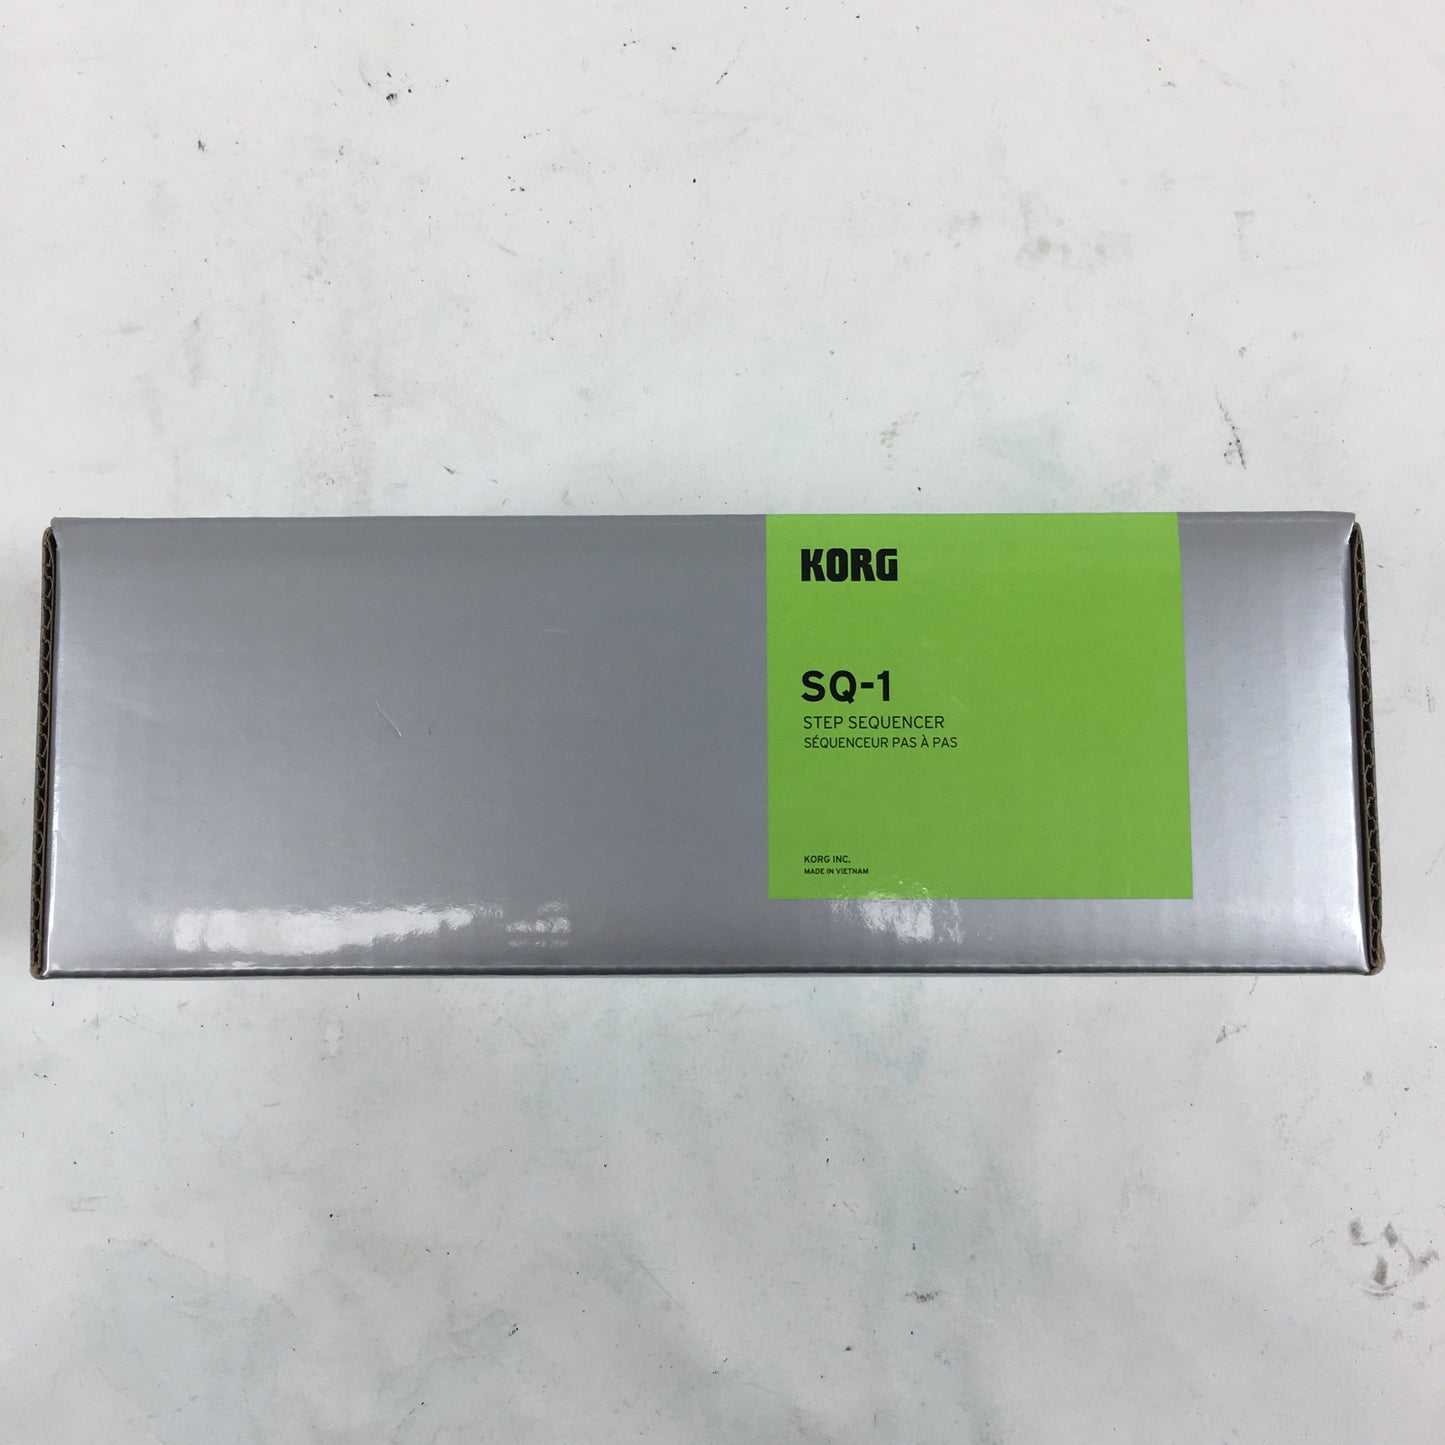 KORG
SQ-1
STEP SEQUENCER
SÉQUENCEUR PAS À PAS
KORG INC.
MADE IN VIETNAM